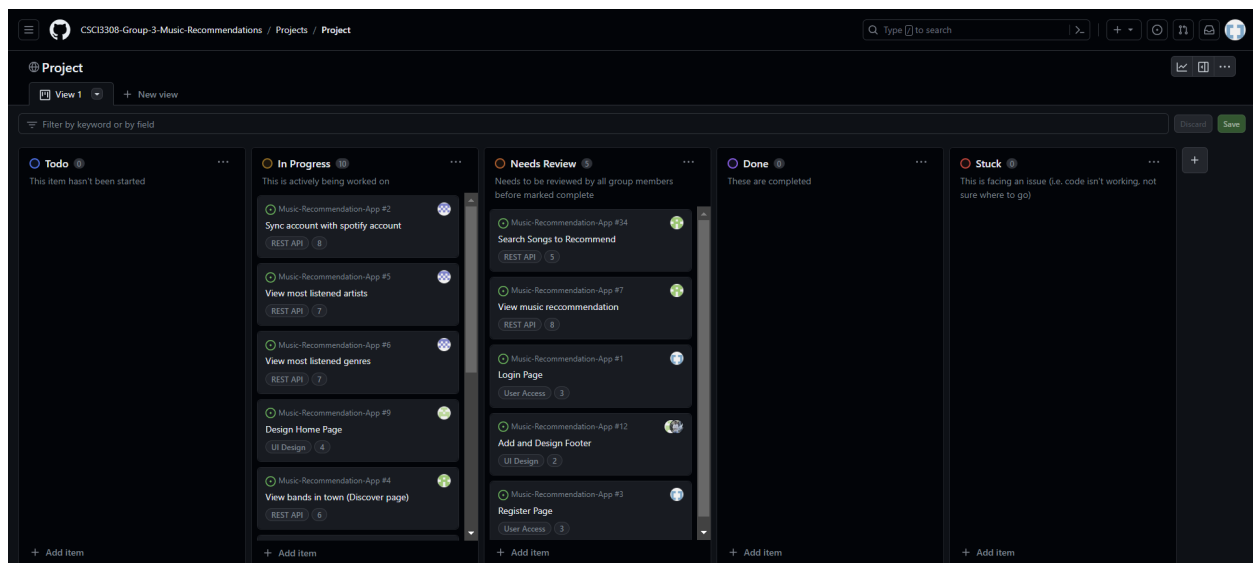 CSCI3308-Group-3-Music-Recommendations / Projects / Project
Type / to search
Project
View 1
+ New view
Filter by keyword or by field
Discard
Save
Todo 0
This item hasn't been started
+ Add item
In Progress 10
This is actively being worked on
Music-Recommendation-App #2
Sync account with spotify account
REST API 8
Music-Recommendation-App #5
View most listened artists
REST API 7
Music-Recommendation-App #6
View most listened genres
REST API 7
Music-Recommendation-App #9
Design Home Page
UI Design 4
Music-Recommendation-App #4
View bands in town (Discover page)
REST API 6
+ Add item
Needs Review 5
Needs to be reviewed by all group members
before marked complete
Music-Recommendation-App #34
Search Songs to Recommend
REST API 5
Music-Recommendation-App #7
View music reccommendation
REST API 8
Music-Recommendation-App #1
Login Page
User Access 3
Music-Recommendation-App #12
Add and Design Footer
UI Design 2
Music-Recommendation-App #3
Register Page
User Access 3
+ Add item
Done 0
These are completed
+ Add item
Stuck 0
This is facing an issue (i.e. code isn't working, not
sure where to go)
+ Add item